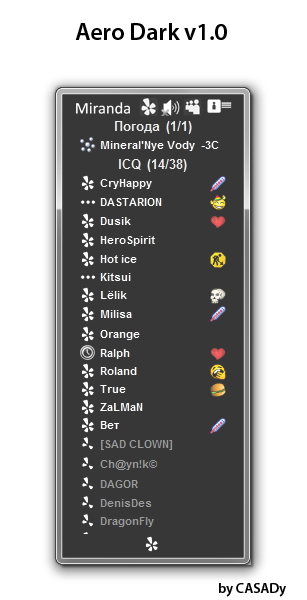 Aero Dark v1.0
Miranda
Погода (1/1)
Mineral'Nye Vody -3C
ICQ (14/38)
CryHappy
DASTARION
Dusik
HeroSpirit
Hot ice
Kitsui
Lëlik
Milisa
Orange
Ralph
Roland
True
ZaLMaN
Вет
[SAD CLOWN]
Ch@yn!k©
DAGOR
DenisDes
DragonFly
by CASADy